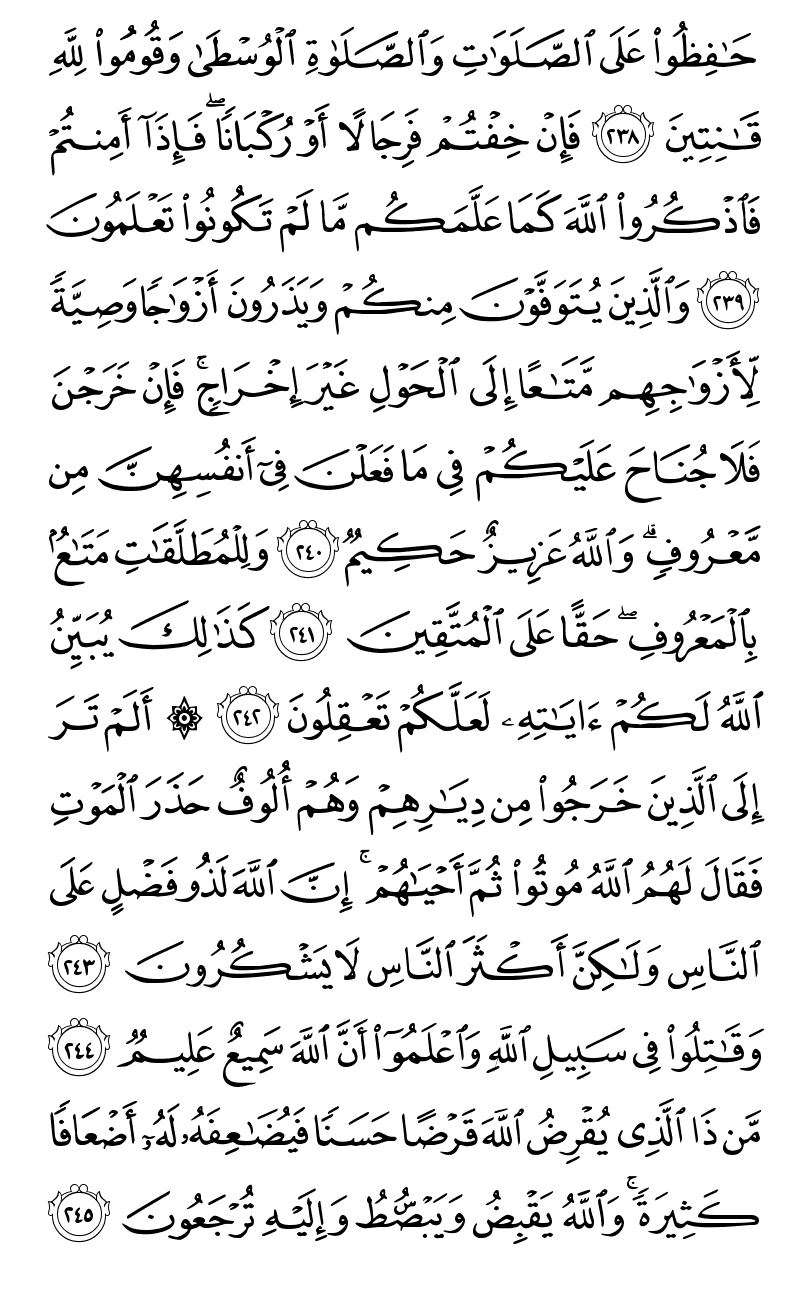 حَـٰفِظُوا۟ عَلَى ٱلصَّلَوَٰتِ وَٱلصَّلَوٰةِ ٱلْوُسْطَىٰ وَقُومُوا۟ لِلَّهِ
قَـٰنِتِينَ ٢٣٨ فَإِنْ خِفْتُمْ فَرِجَالًا أَوْ رُكْبَانًا ۖ فَإِذَآ أَمِنتُمْ
فَٱذْكُرُوا۟ ٱللَّهَ كَمَا عَلَّمَكُم مَّا لَمْ تَكُونُوا۟ تَعْلَمُونَ
٢٣٩ وَٱلَّذِينَ يُتَوَفَّوْنَ مِنكُمْ وَيَذَرُونَ أَزْوَٰجًا وَصِيَّةً
لِّأَزْوَٰجِهِم مَّتَـٰعًا إِلَى ٱلْحَوْلِ غَيْرَ إِخْرَاجٍ ۚ فَإِنْ خَرَجْنَ
فَلَا جُنَاحَ عَلَيْكُمْ فِى مَا فَعَلْنَ فِىٓ أَنفُسِهِنَّ مِن
مَّعْرُوفٍ ۗ وَٱللَّهُ عَزِيزٌ حَكِيمٌ ٢٤٠ وَلِلْمُطَلَّقَـٰتِ مَتَـٰعٌۢ
بِٱلْمَعْرُوفِ ۖ حَقًّا عَلَى ٱلْمُتَّقِينَ ٢٤١ كَذَٰلِكَ يُبَيِّنُ
ٱللَّهُ لَكُمْ ءَايَـٰتِهِۦ لَعَلَّكُمْ تَعْقِلُونَ ٢٤٢ ۞ أَلَمْ تَرَ
إِلَى ٱلَّذِينَ خَرَجُوا۟ مِن دِيَـٰرِهِمْ وَهُمْ أُلُوفٌ حَذَرَ ٱلْمَوْتِ
فَقَالَ لَهُمُ ٱللَّهُ مُوتُوا۟ ثُمَّ أَحْيَـٰهُمْ ۚ إِنَّ ٱللَّهَ لَذُو فَضْلٍ عَلَى
ٱلنَّاسِ وَلَـٰكِنَّ أَكْثَرَ ٱلنَّاسِ لَا يَشْكُرُونَ ٢٤٣
وَقَـٰتِلُوا۟ فِى سَبِيلِ ٱللَّهِ وَٱعْلَمُوٓا۟ أَنَّ ٱللَّهَ سَمِيعٌ عَلِيمٌ ٢٤٤
مَّن ذَا ٱلَّذِى يُقْرِضُ ٱللَّهَ قَرْضًا حَسَنًا فَيُضَـٰعِفَهُۥ لَهُۥٓ أَضْعَافًا
كَثِيرَةً ۚ وَٱللَّهُ يَقْبِضُ وَيَبْصُۜطُ وَإِلَيْهِ تُرْجَعُونَ ٢٤٥